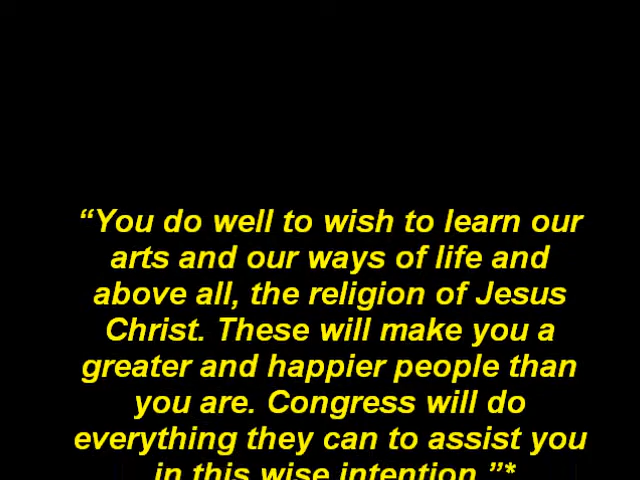 “You do well to wish to learn our
arts and our ways of life and
above all, the religion of Jesus
Christ. These will make you a
greater and happier people than
you are. Congress will do
everything they can to assist you
in this wise intention.”*